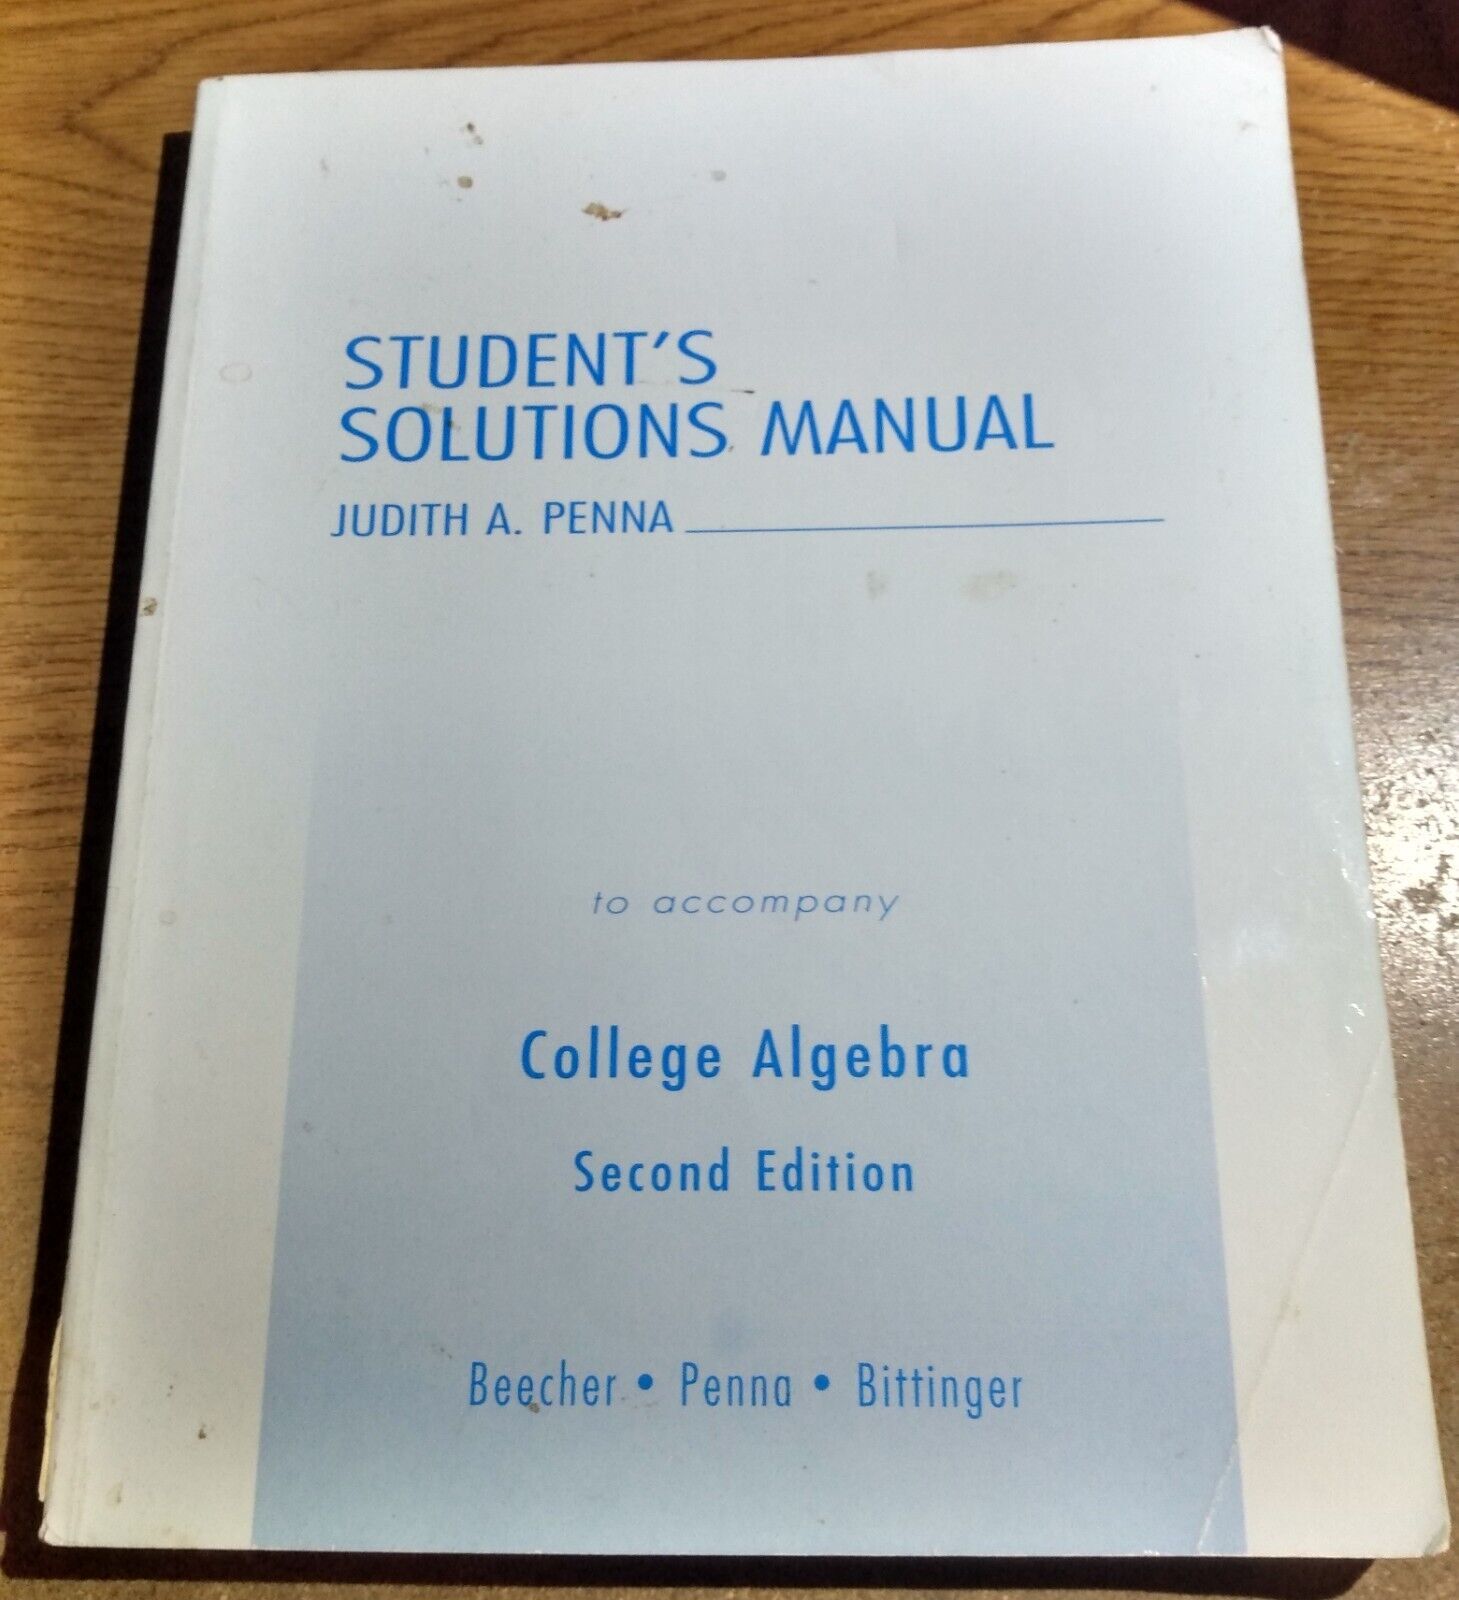 STUDENT'S
SOLUTIONS MANUAL
JUDITH A. PENNA
to accompany
College Algebra
Second Edition
Beecher • Penna • Bittinger